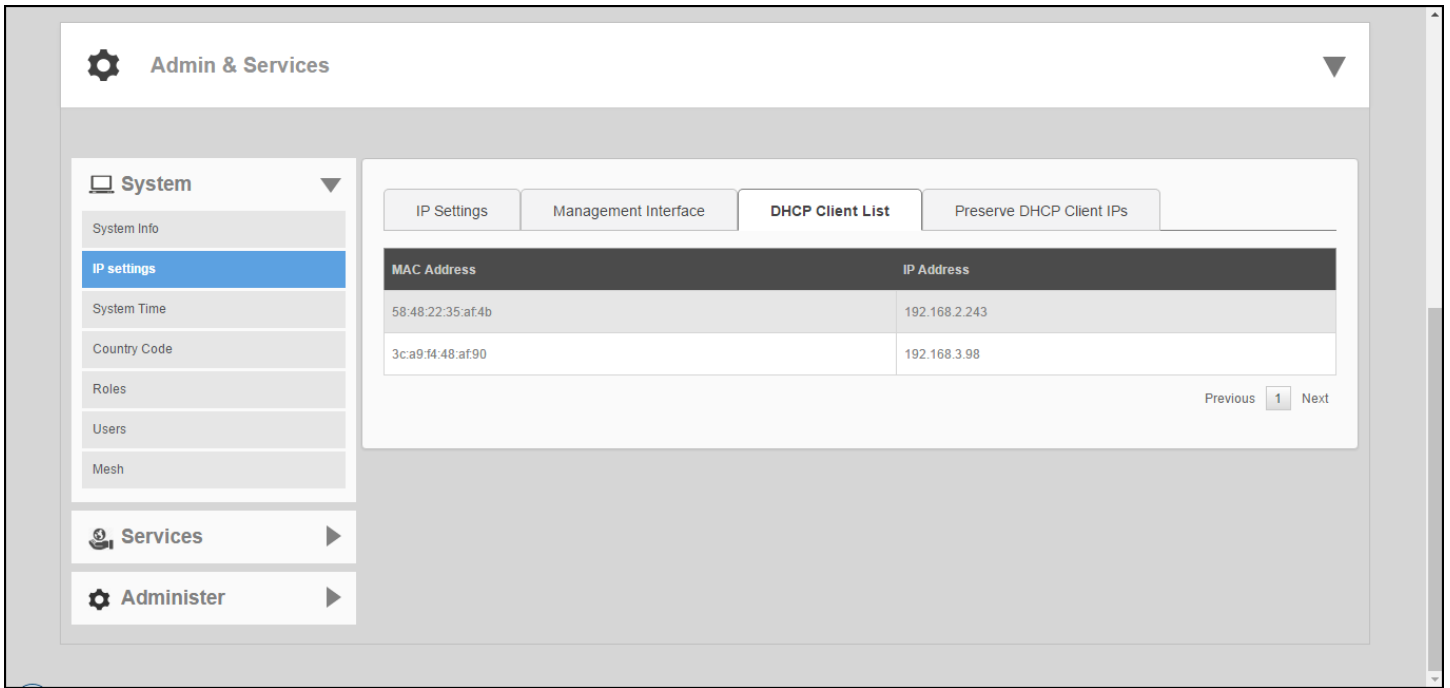 Admin & Services
System
System Info
IP settings
System Time
Country Code
Roles
Users
Mesh
Services
Administer
IP Settings Management Interface DHCP Client List Preserve DHCP Client IPs
MAC Address IP Address
58:48:22:35:af:4b 192.168.2.243
3c:a9:f4:48:af:90 192.168.3.98
Previous 1 Next